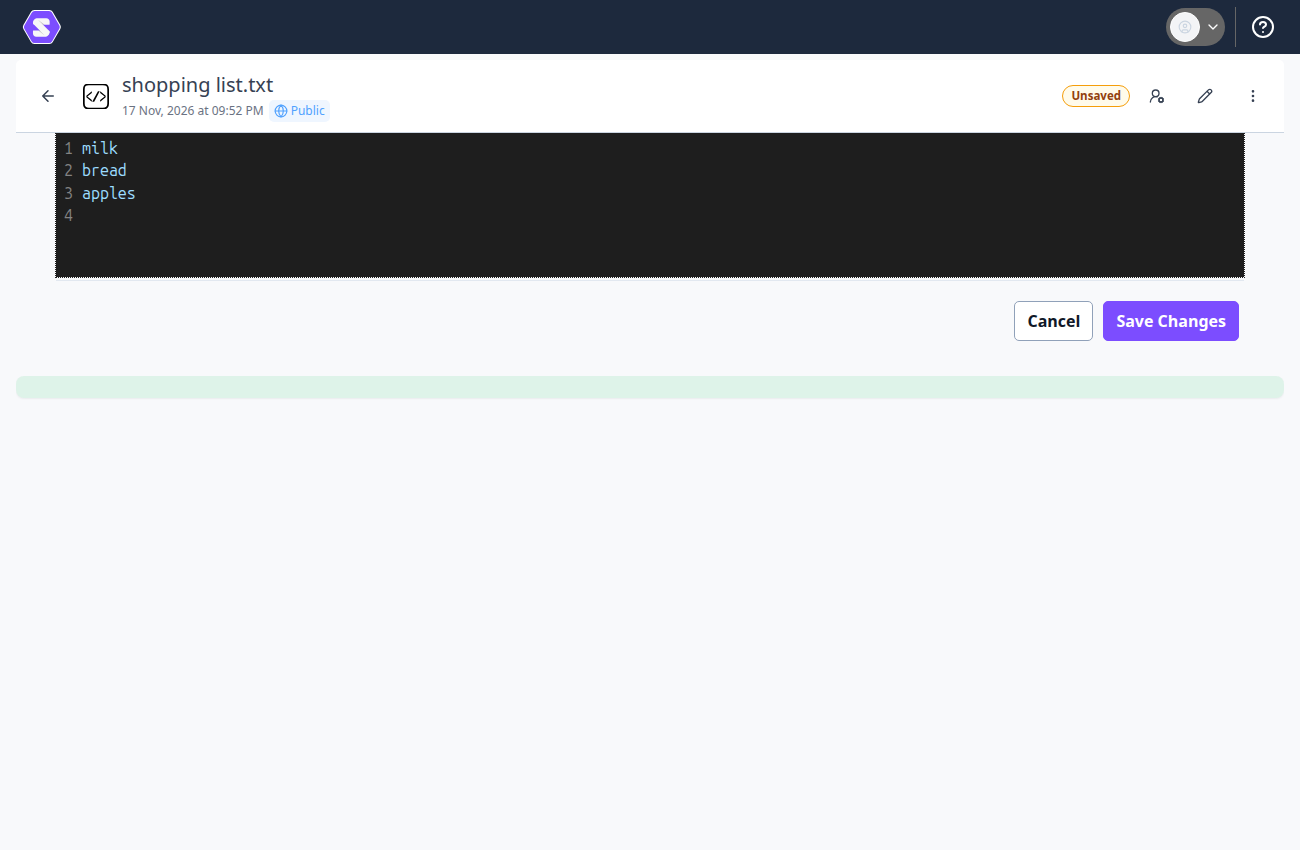 shopping list.txt
17 Nov, 2026 at 09:52 PM Public
Unsaved
1 milk
2 bread
3 apples
4
Cancel Save Changes